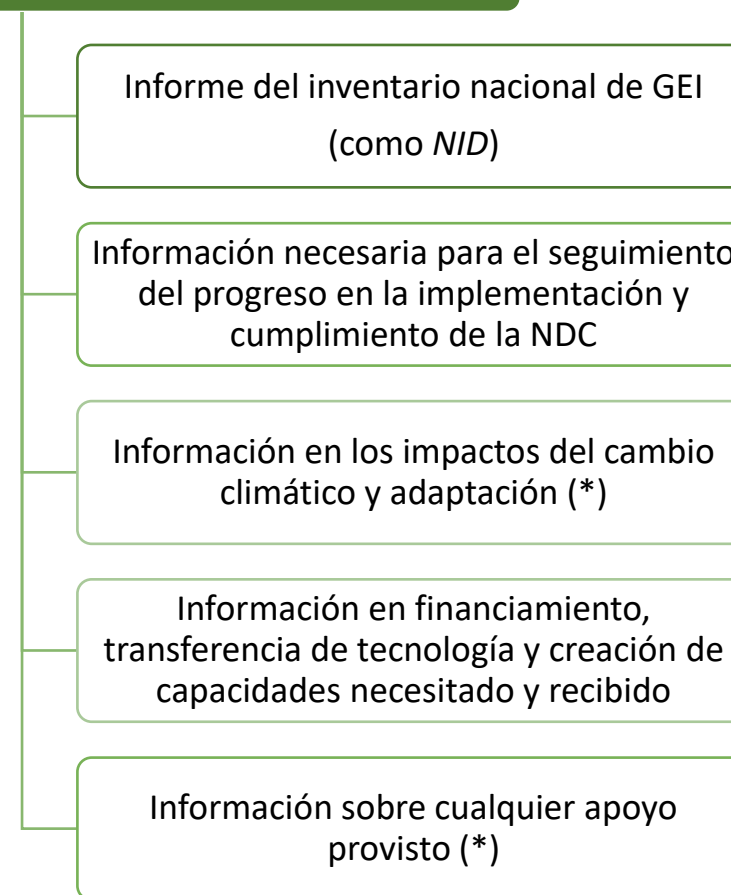 Informe del inventario nacional de GEI
(como NID)
Información necesaria para el seguimiento
del progreso en la implementación y
cumplimiento de la NDC
Información en los impactos del cambio
climático y adaptación (*)
Información en financiamiento,
transferencia de tecnología y creación de
capacidades necesitado y recibido
Información sobre cualquier apoyo
provisto (*)